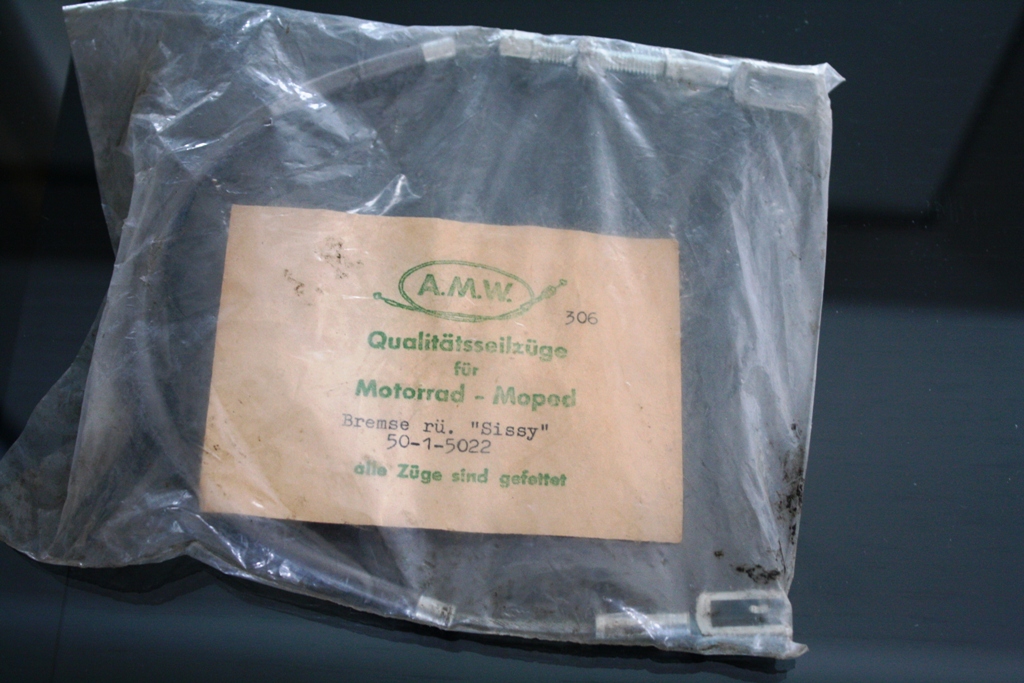 A.M.W.
306
Qualitätsseilzüge
für
Motorrad - Moped
Bremse rü. "Sissy"
50-1-5022
alle Züge sind gefettet